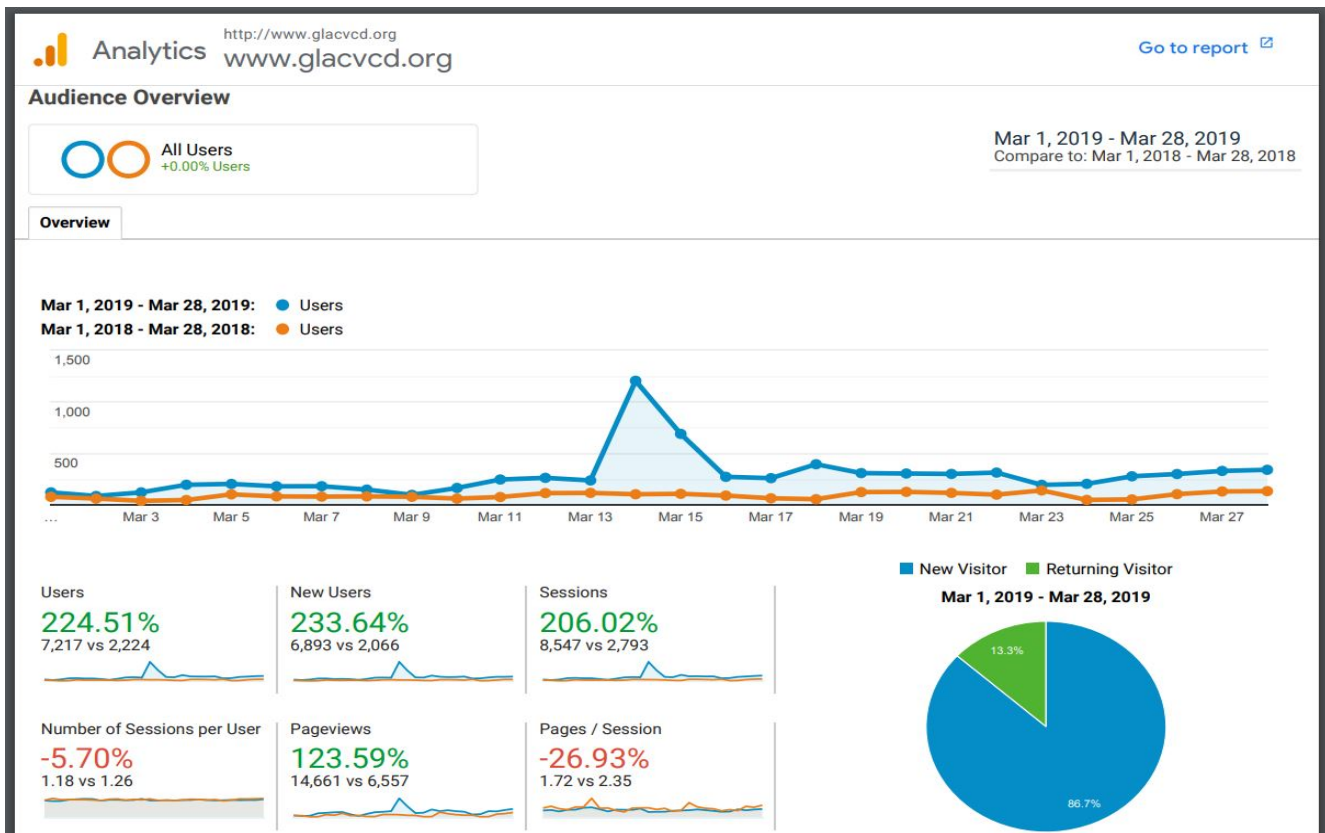 http://www.glacvcd.org
Analytics www.glacvcd.org
Go to report
Audience Overview
All Users
+0.00% Users
Mar 1, 2019 - Mar 28, 2019
Compare to: Mar 1, 2018 - Mar 28, 2018
Overview
Mar 1, 2019 - Mar 28, 2019: Users
Mar 1, 2018 - Mar 28, 2018: Users
1,500
1,000
500
... Mar 3 Mar 5 Mar 7 Mar 9 Mar 11 Mar 13 Mar 15 Mar 17 Mar 19 Mar 21 Mar 23 Mar 25 Mar 27
Users
224.51%
7,217 vs 2,224
New Users
233.64%
6,893 vs 2,066
Sessions
206.02%
8,547 vs 2,793
Number of Sessions per User
-5.70%
1.18 vs 1.26
Pageviews
123.59%
14,661 vs 6,557
Pages / Session
-26.93%
1.72 vs 2.35
New Visitor Returning Visitor
Mar 1, 2019 - Mar 28, 2019
13.3%
86.7%